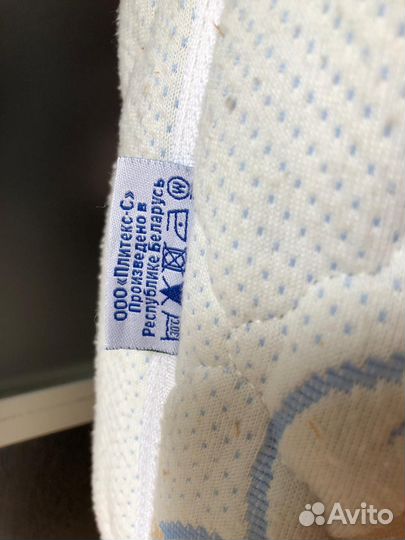 ООО «Плитекс-С»
Произведено в
Республике Беларусь
30°C
W
Avito